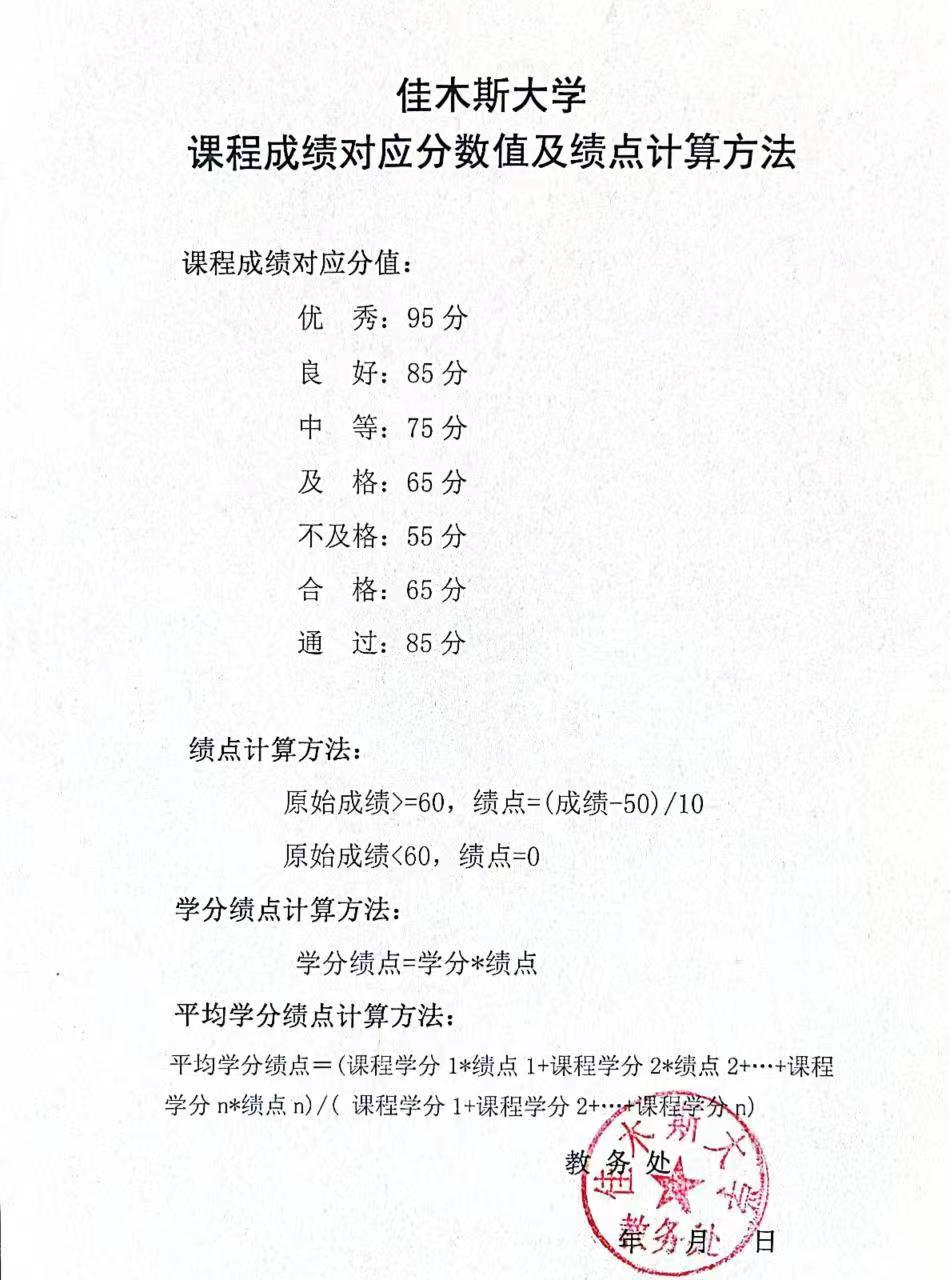 佳木斯大学
课程成绩对应分数值及绩点计算方法
课程成绩对应分值：
优　秀：95 分
良　好：85 分
中　等：75 分
及　格：65 分
不及格：55 分
合　格：65 分
通　过：85 分
绩点计算方法：
原始成绩>=60，绩点=(成绩-50)/10
原始成绩<60，绩点=0
学分绩点计算方法：
学分绩点=学分*绩点
平均学分绩点计算方法：
平均学分绩点＝(课程学分 1*绩点 1+课程学分 2*绩点 2+…+课程
学分 n*绩点 n)/( 课程学分 1+课程学分 2+…+课程学分 n)
教 务 处
年　月　日
佳木斯大学
教务处